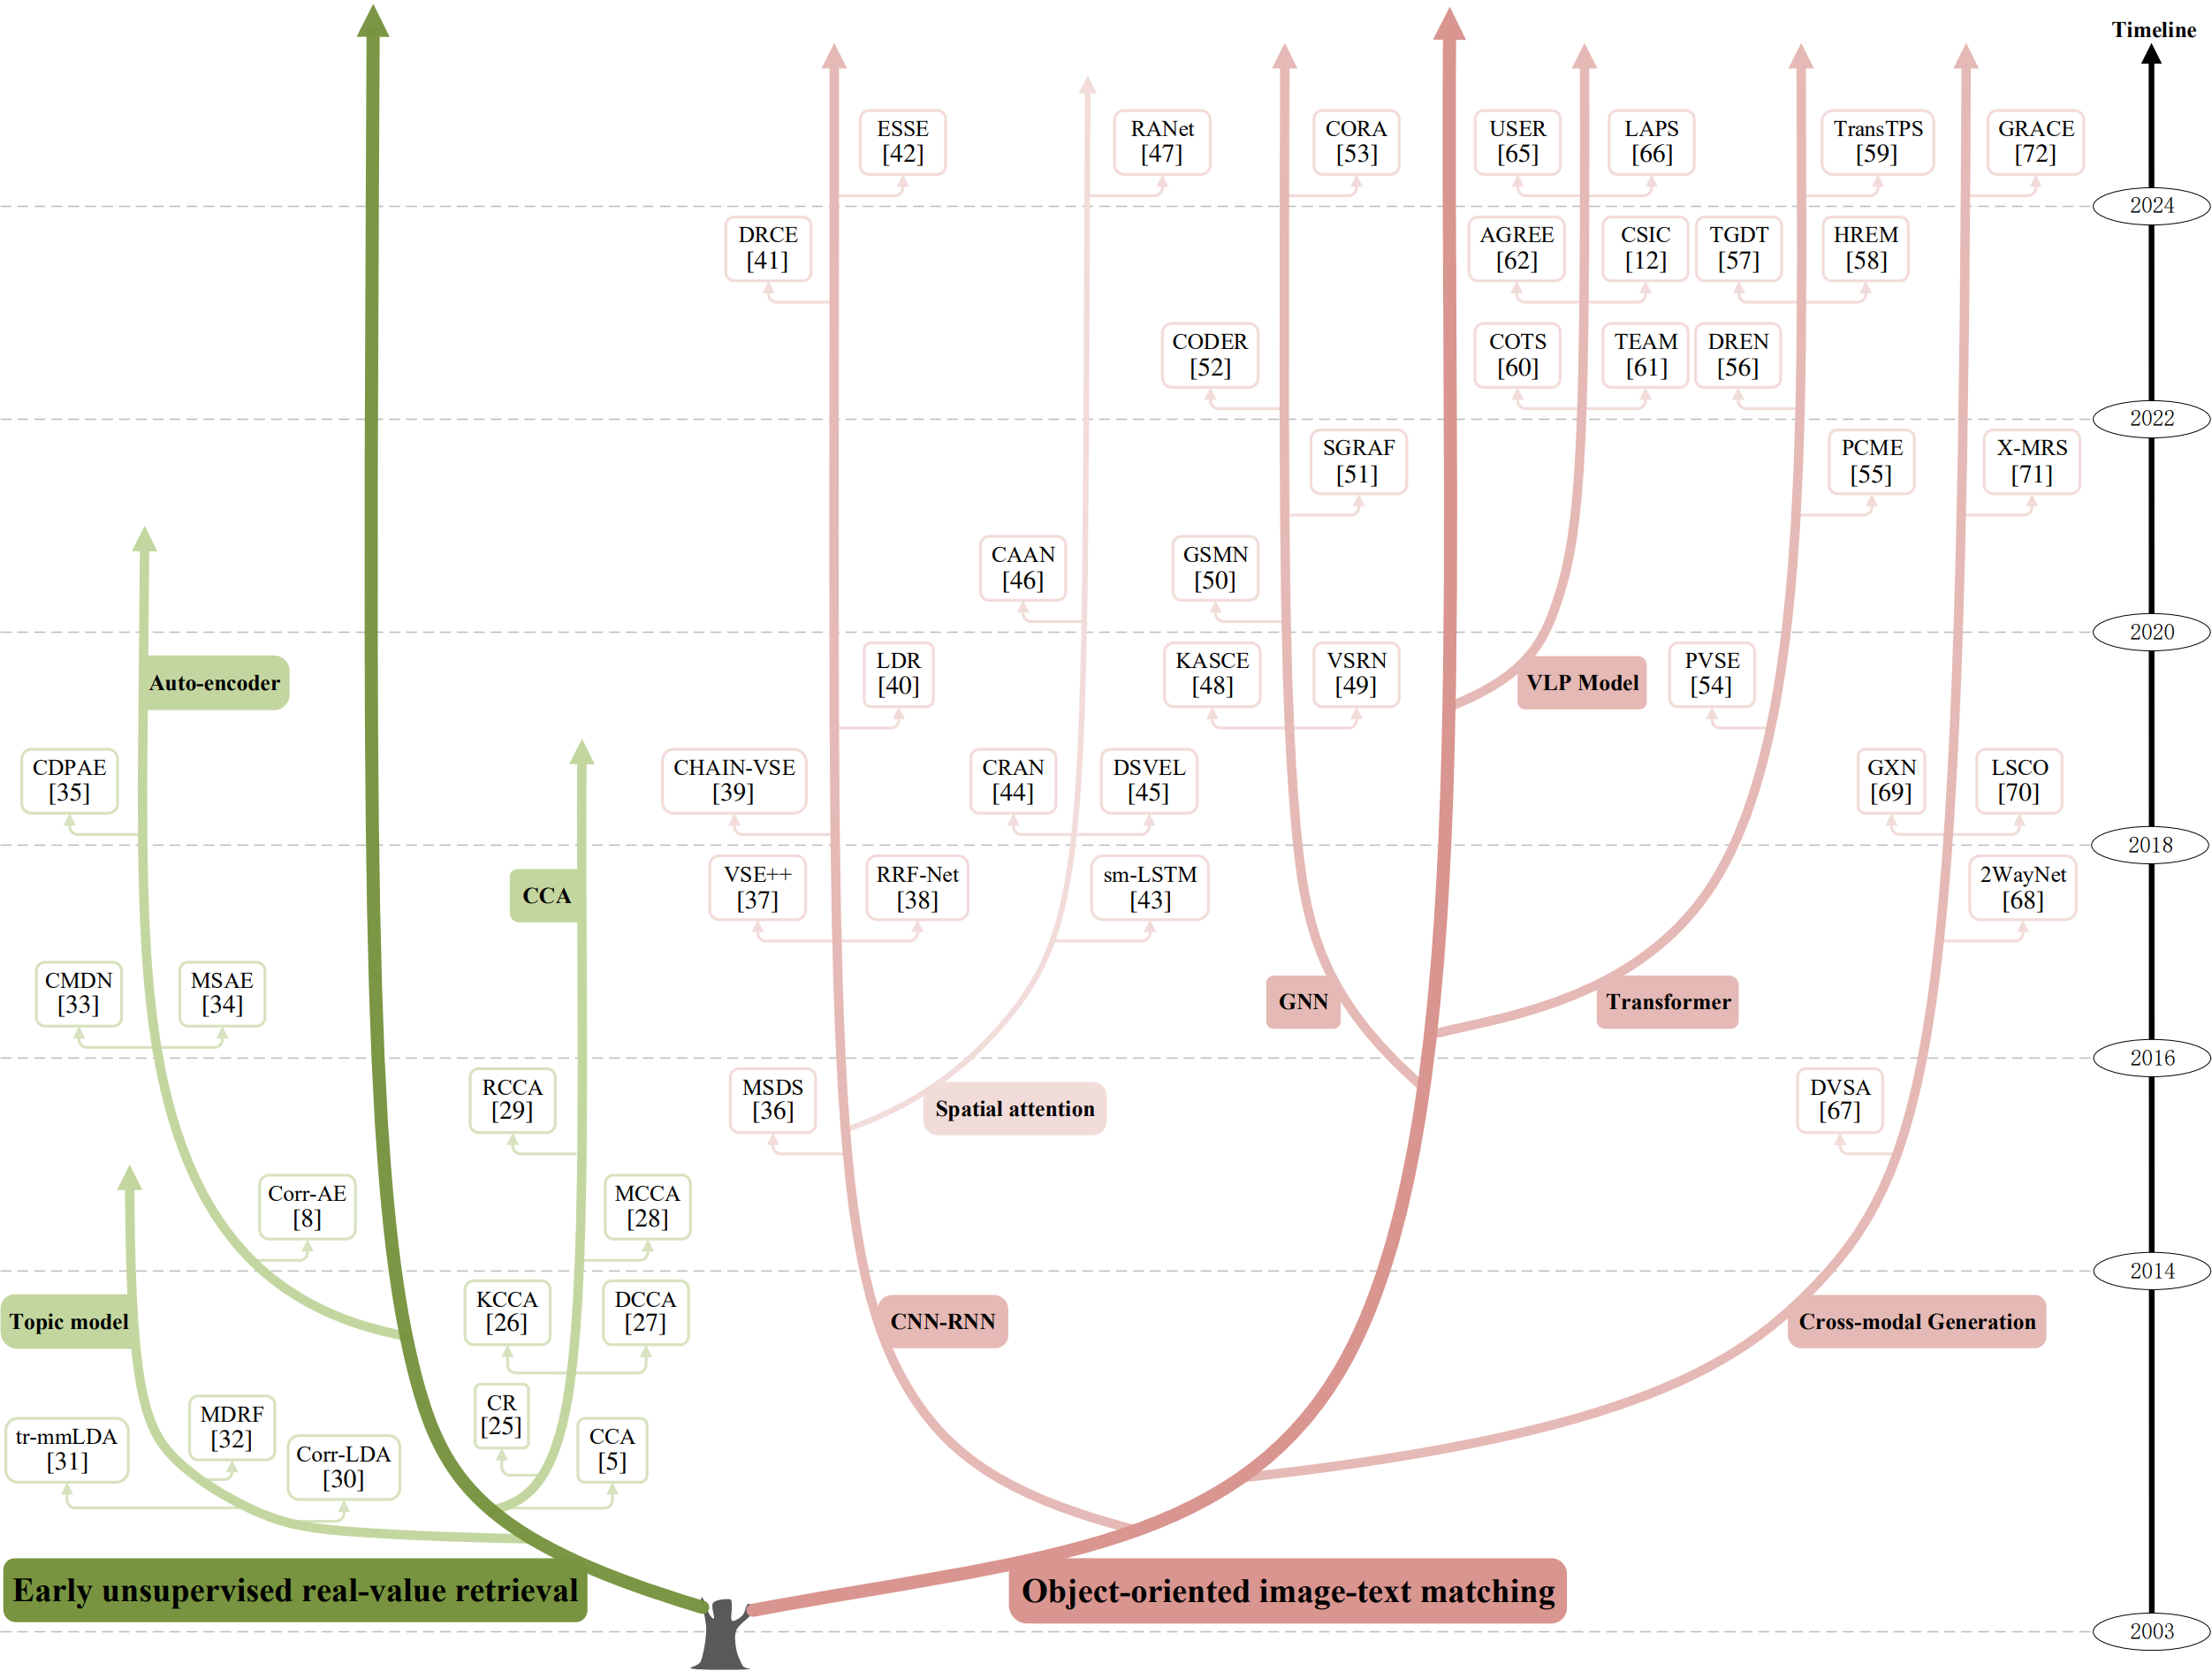 Timeline
ESSE
[42]
RANet
[47]
CORA
[53]
USER
[65]
LAPS
[66]
TransTPS
[59]
GRACE
[72]
2024
DRCE
[41]
AGREE
[62]
CSIC
[12]
TGDT
[57]
HREM
[58]
CODER
[52]
COTS
[60]
TEAM
[61]
DREN
[56]
2022
SGRAF
[51]
PCME
[55]
X-MRS
[71]
CAAN
[46]
GSMN
[50]
2020
Auto-encoder
LDR
[40]
KASCE
[48]
VSRN
[49]
VLP Model
PVSE
[54]
CDPAE
[35]
CHAIN-VSE
[39]
CRAN
[44]
DSVEL
[45]
GXN
[69]
LSCO
[70]
2018
CCA
VSE++
[37]
RRF-Net
[38]
sm-LSTM
[43]
2WayNet
[68]
CMDN
[33]
MSAE
[34]
GNN
Transformer
2016
RCCA
[29]
MSDS
[36]
Spatial attention
DVSA
[67]
Corr-AE
[8]
MCCA
[28]
2014
Topic model
KCCA
[26]
DCCA
[27]
CNN-RNN
Cross-modal Generation
tr-mmLDA
[31]
MDRF
[32]
Corr-LDA
[30]
CR
[25]
CCA
[5]
Early unsupervised real-value retrieval
Object-oriented image-text matching
2003